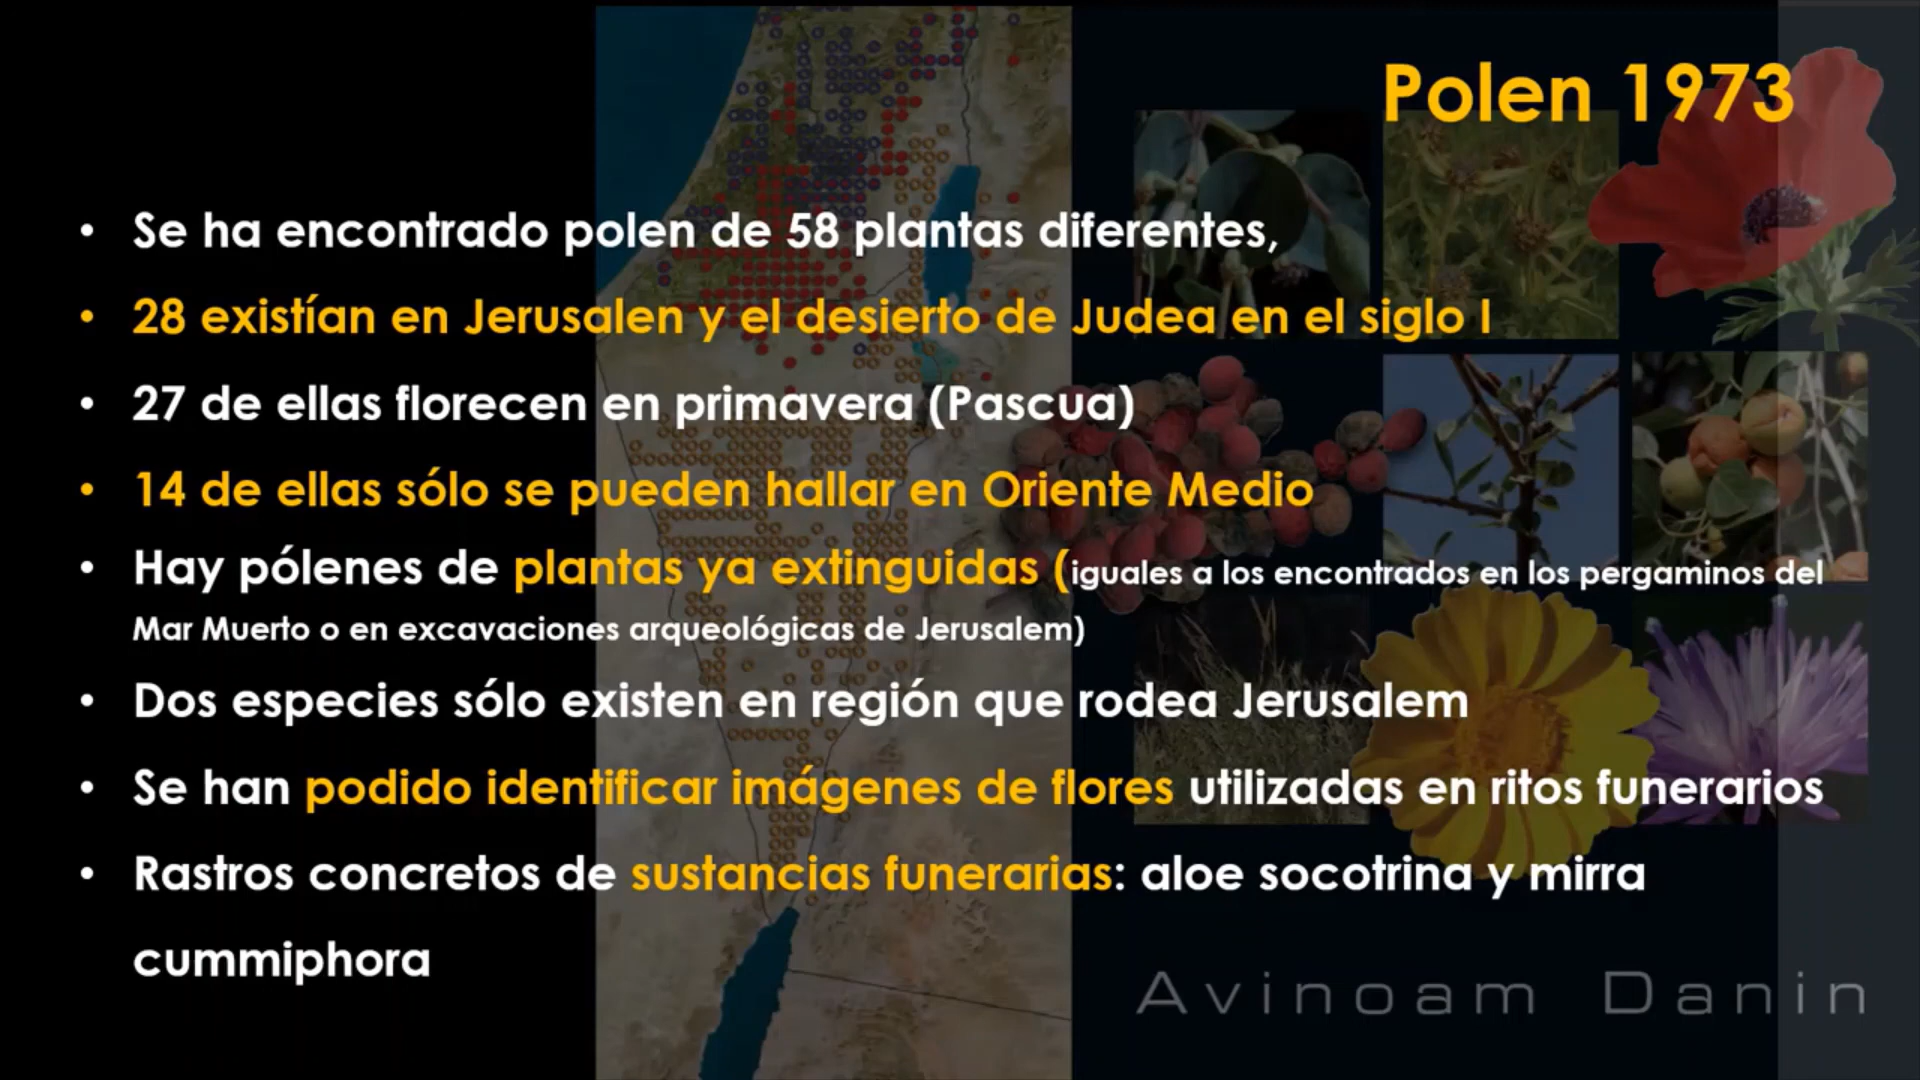 Polen 1973
• Se ha encontrado polen de 58 plantas diferentes,
• 28 existían en Jerusalen y el desierto de Judea en el siglo I
• 27 de ellas florecen en primavera (Pascua)
• 14 de ellas sólo se pueden hallar en Oriente Medio
• Hay pólenes de plantas ya extinguidas (iguales a los encontrados en los pergaminos del
Mar Muerto o en excavaciones arqueológicas de Jerusalem)
• Dos especies sólo existen en región que rodea Jerusalem
• Se han podido identificar imágenes de flores utilizadas en ritos funerarios
• Rastros concretos de sustancias funerarias: aloe socotrina y mirra
cummiphora
Avinoam Danin